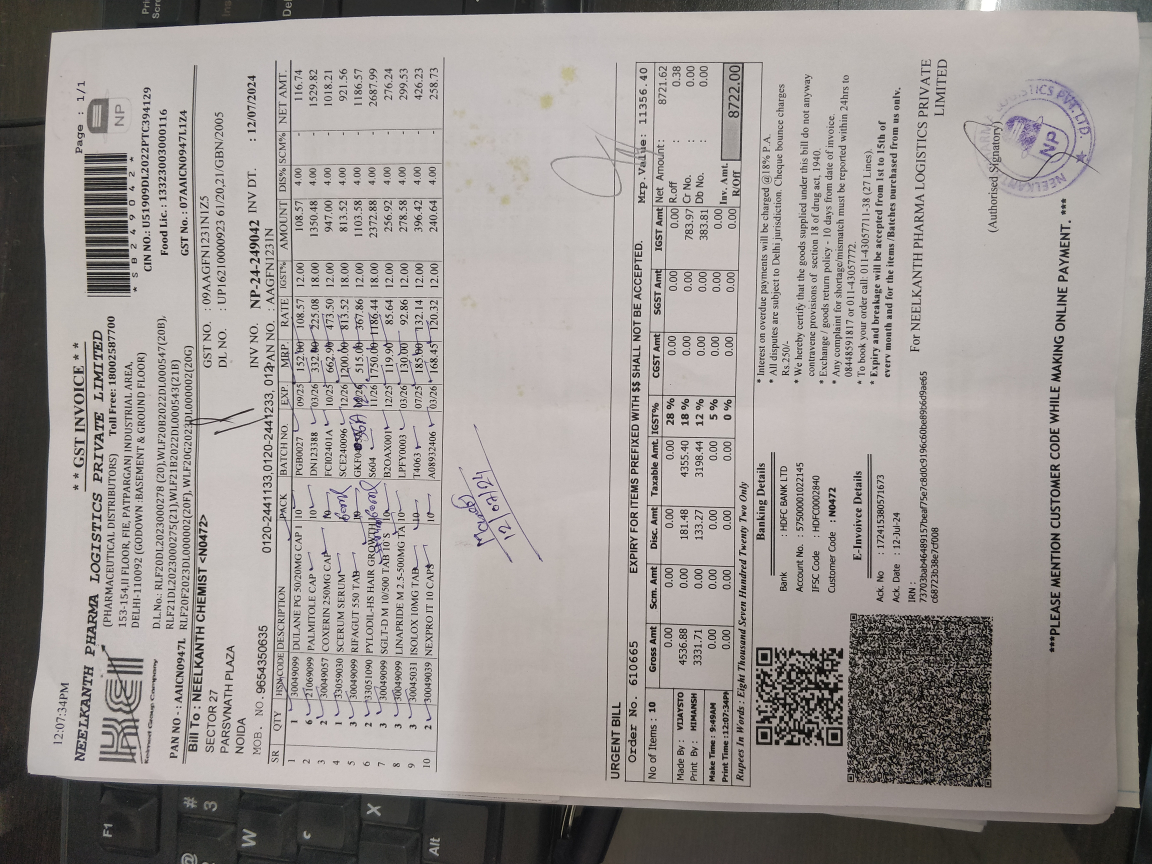 12:07:34PM
* * GST INVOICE * *
Page : 1/1
NEELKANTH PHARMA LOGISTICS PRIVATE LIMITED
(PHARMACEUTICAL DISTRIBUTORS) Toll Free: 18002587700
153-154,II FLOOR, FIE, PATPARGANJ INDUSTRIAL AREA,
DELHI-110092 (GODOWN :BASEMENT & GROUND FLOOR)
D.L.No.: RLF20DL2023000278 (20),WLF20B2022DL000547(20B),
RLF21DL2023000275(21),WLF21B2022DL000543(21B)
RLF20F2023DL000002(20F), WLF20G2023DL000002(20G)
Keimed Group Company
PAN NO -: AAICN0947L
* S B 2 4 9 0 4 2 *
NP
CIN NO.: U51909DL2022PTC394129
Food Lic.: 13323003000116
GST No.: 07AAICN0947L1Z4
Bill To : NEELKANTH CHEMIST <N0472>
SECTOR 27
PARSVNATH PLAZA
NOIDA
MOB. NO.9654350635
0120-2441133,0120-2441233, 012
GST NO. : 09AAGFN1231N1Z5
DL NO. : UP16210000923 61/20,21/GBN/2005
INV NO. NP-24-249042 INV DT. : 12/07/2024
PAN NO. : AAGFN1231N
SR QTY HSNCODE DESCRIPTION PACK BATCH NO. EXP. MRP. RATE IGST% AMOUNT DIS% SCM% NET AMT.
1 1 30049099 DULANE PG 50/20MG CAP 1 10 PGB0027 09/25 152.00 108.57 12.00 108.57 4.00 - 116.74
2 6 21069099 PALMITOLE CAP 10 DN12338B 03/26 332.00 225.08 18.00 1350.48 4.00 - 1529.82
3 2 30049057 COXERIN 250MG CAP 10 FCI02401A 10/25 662.90 473.50 12.00 947.00 4.00 - 1018.21
4 1 33059030 SCERUM SERUM SCE240096 12/26 1200.00 813.52 18.00 813.52 4.00 - 921.56
5 3 30049099 RIFAGUT 550 TAB 10 515.00 367.86 12.00 1103.58 4.00 - 1186.57
6 2 33051090 PYLODIL-HS HAIR GROWTH S604 11/26 1750.00 1186.44 18.00 2372.88 4.00 - 2687.99
7 3 30049099 SGLT-D M 10/500 TAB 10'S B2OAX001 12/25 119.90 85.64 12.00 256.92 4.00 - 276.24
8 3 30049099 LINAPRIDE M 2.5-500MG TA 10 LPFY0003 03/26 130.00 92.86 12.00 278.58 4.00 - 299.53
9 3 30045031 ISOLOX 10MG TAB 10 T4063 07/25 185.00 132.14 12.00 396.42 4.00 - 426.23
10 2 30049039 NEXPRO IT 10 CAPS 10 A08932406 03/26 168.45 120.32 12.00 240.64 4.00 - 258.73
12/07/24
URGENT BILL
Order No. 610665 EXPIRY FOR ITEMS PREFIXED WITH $$ SHALL NOT BE ACCEPTED. Mrp.Value: 11356.40
No of Items : 10 Gross Amt Scm. Amt Disc. Amt Taxable Amt. IGST% CGST Amt SGST Amt IGST Amt Net Amount : 8721.62
0.00 0.00 0.00 0.00 28 % 0.00 0.00 0.00 R.off : 0.38
Made By : VIJAYSTO 4536.88 0.00 181.48 4355.40 18 % 0.00 0.00 783.97 Cr No. : 0.00
Print By : HIMANSH 3331.71 0.00 133.27 3198.44 12 % 0.00 0.00 383.81 Db No. : 0.00
Make Time : 9:49AM 0.00 0.00 0.00 0.00 5 % 0.00 0.00 0.00
Print Time :12:07:34PM 0.00 0.00 0.00 0.00 0 % 0.00 0.00 0.00 Inv. Amt. R/Off 8722.00
Rupees In Words : Eight Thousand Seven Hundred Twenty Two Only
Banking Details
Bank : HDFC BANK LTD
Account No. : 57500001022145
IFSC Code : HDFC0002840
Customer Code : N0472
E-Invoivce Details
Ack. No : 172415380571673
Ack. Date : 12-Jul-24
IRN :
73703bab46489157beaf75e7c8d0c9196c60be89b6d9ae65
c68723b38e7cf008
* Interest on overdue payments will be charged @18% P.A.
* All disputes are subject to Delhi jurisdiction. Cheque bounce charges
Rs.250/-
* We hereby certify that the goods supplied under this bill do not anyway
contravene provisions of section 18 of drug act, 1940.
* Exchange / goods return policy - 10 days from date of invoice.
* Any complaint for shortage/mismatch must be reported within 24hrs to
08448591817 or 011-43057772.
* To book your order call: 011-43057711-38 (27 Lines).
* Expiry and breakage will be accepted from 1st to 15th of
every month and for the items /Batches purchased from us only.
For NEELKANTH PHARMA LOGISTICS PRIVATE
LIMITED
(Authorised Signatory)
NP
***PLEASE MENTION CUSTOMER CODE WHILE MAKING ONLINE PAYMENT. ***
F1
# 3
@
W
X
Alt